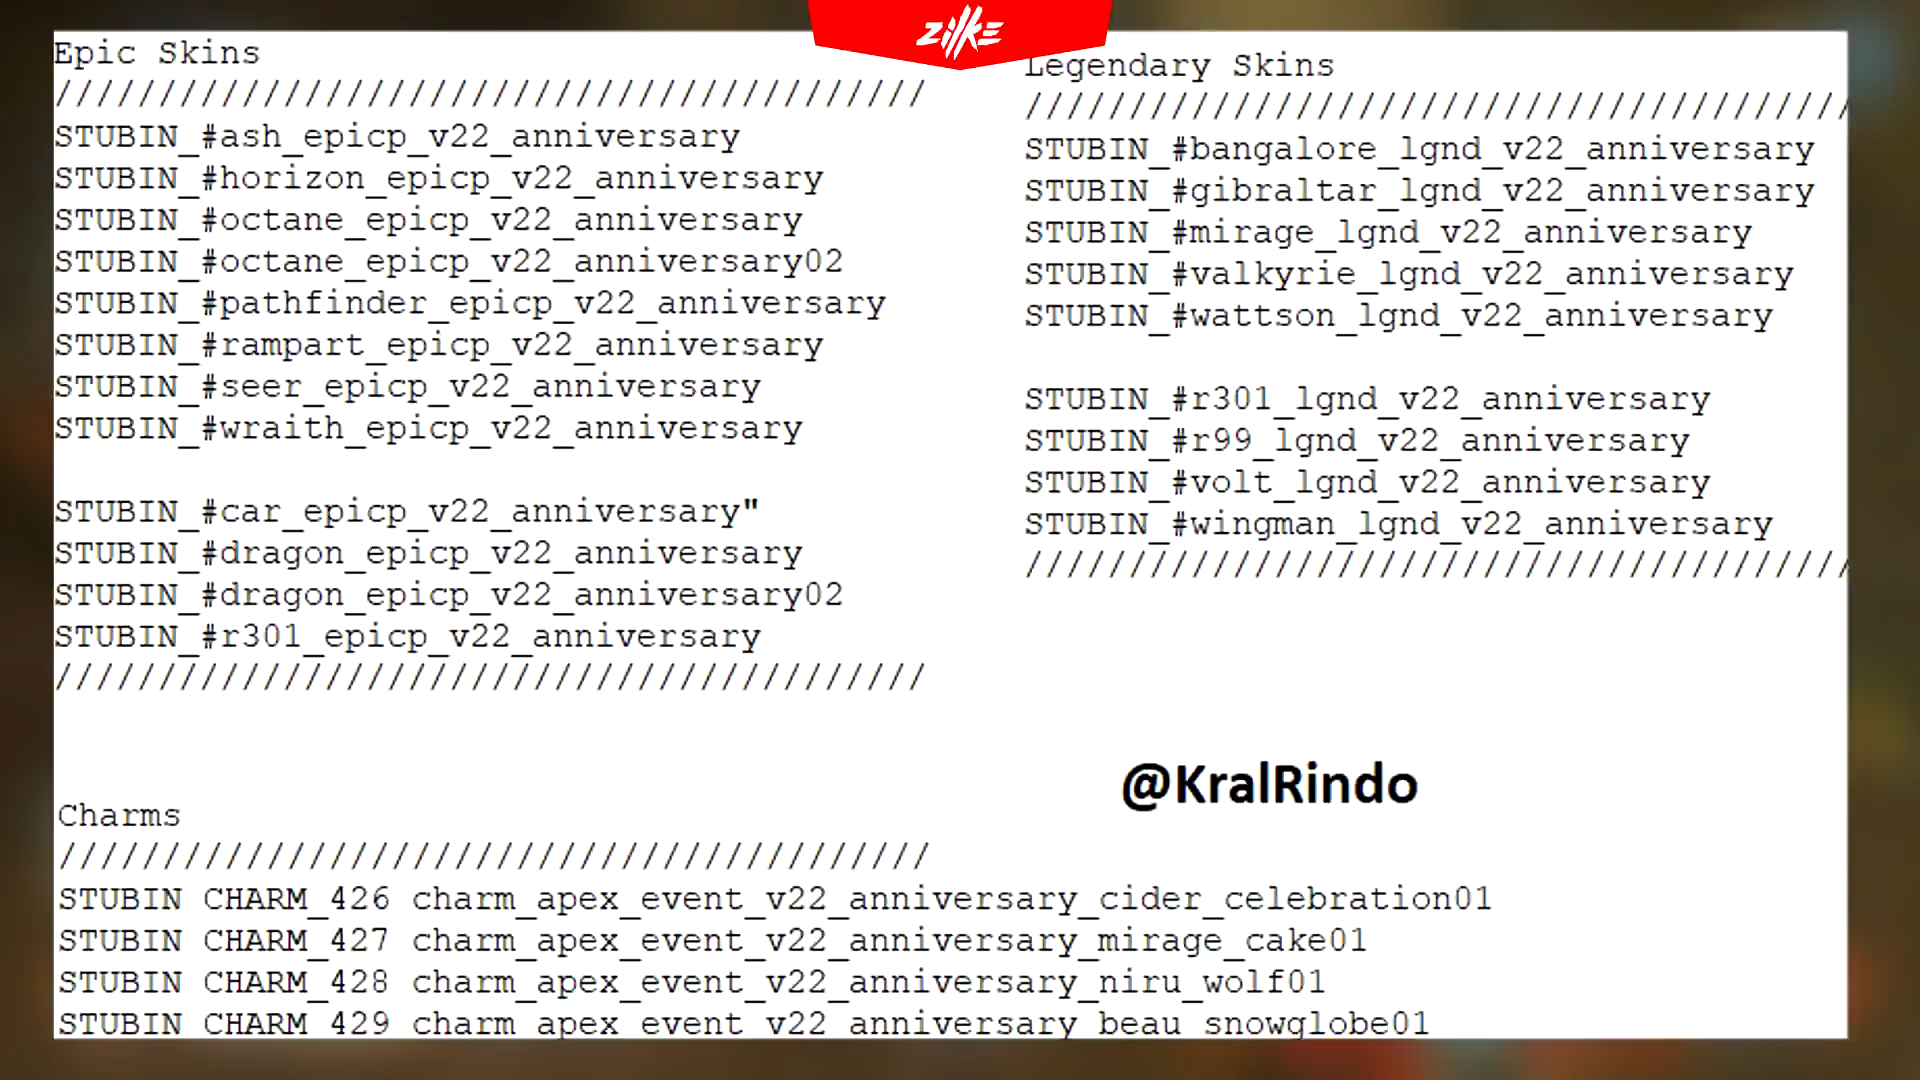 ZilKE
Epic Skins
//////////////////////////////////////////
STUBIN_#ash_epicp_v22_anniversary
STUBIN_#horizon_epicp_v22_anniversary
STUBIN_#octane_epicp_v22_anniversary
STUBIN_#octane_epicp_v22_anniversary02
STUBIN_#pathfinder_epicp_v22_anniversary
STUBIN_#rampart_epicp_v22_anniversary
STUBIN_#seer_epicp_v22_anniversary
STUBIN_#wraith_epicp_v22_anniversary
STUBIN_#car_epicp_v22_anniversary"
STUBIN_#dragon_epicp_v22_anniversary
STUBIN_#dragon_epicp_v22_anniversary02
STUBIN_#r301_epicp_v22_anniversary
//////////////////////////////////////////
Legendary Skins
////////////////////////////////////////
STUBIN_#bangalore_lgnd_v22_anniversary
STUBIN_#gibraltar_lgnd_v22_anniversary
STUBIN_#mirage_lgnd_v22_anniversary
STUBIN_#valkyrie_lgnd_v22_anniversary
STUBIN_#wattson_lgnd_v22_anniversary
STUBIN_#r301_lgnd_v22_anniversary
STUBIN_#r99_lgnd_v22_anniversary
STUBIN_#volt_lgnd_v22_anniversary
STUBIN_#wingman_lgnd_v22_anniversary
////////////////////////////////////////
@KralRindo
Charms
//////////////////////////////////////////
STUBIN CHARM_426 charm_apex_event_v22_anniversary_cider_celebration01
STUBIN CHARM_427 charm_apex_event_v22_anniversary_mirage_cake01
STUBIN CHARM_428 charm_apex_event_v22_anniversary_niru_wolf01
STUBIN CHARM_429 charm_apex_event_v22_anniversary_beau_snowglobe01